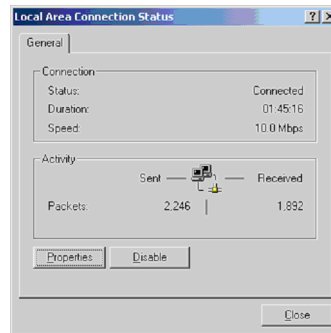 Local Area Connection Status
General
Connection
Status: Connected
Duration: 01:45:16
Speed: 10.0 Mbps
Activity
Sent Received
Packets: 2,246 1,892
Properties Disable
Close